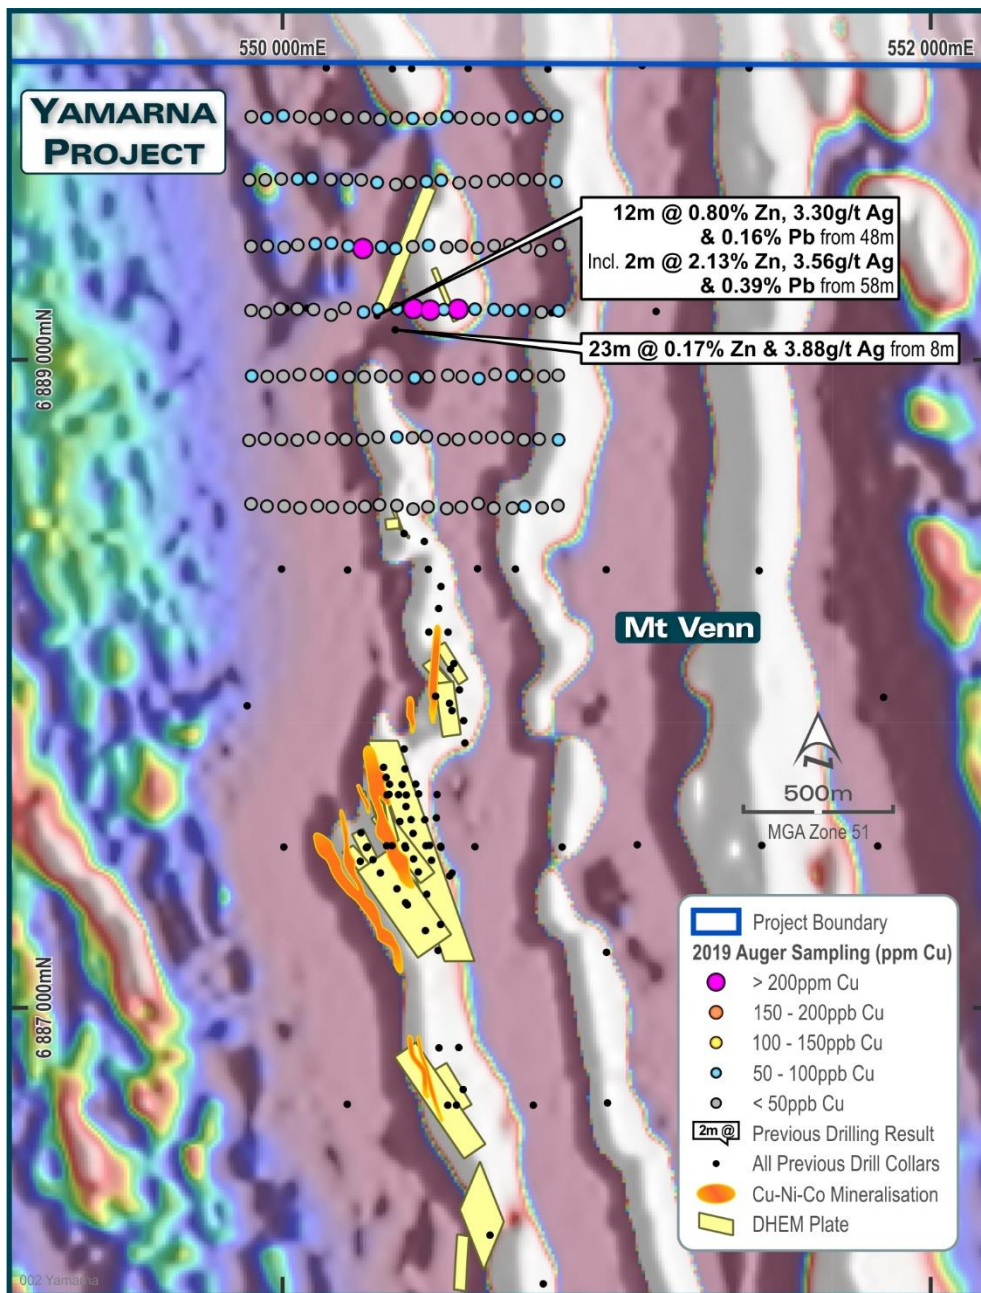 550 000mE
552 000mE
YAMARNA
PROJECT
12m @ 0.80% Zn, 3.30g/t Ag
& 0.16% Pb from 48m
Incl. 2m @ 2.13% Zn, 3.56g/t Ag
& 0.39% Pb from 58m
23m @ 0.17% Zn & 3.88g/t Ag from 8m
6 889 000mN
Mt Venn
N
500m
MGA Zone 51
6 887 000mN
Project Boundary
2019 Auger Sampling (ppm Cu)
> 200ppm Cu
150 - 200ppb Cu
100 - 150ppb Cu
50 - 100ppb Cu
< 50ppb Cu
2m @ Previous Drilling Result
All Previous Drill Collars
Cu-Ni-Co Mineralisation
DHEM Plate
002 Yamarna